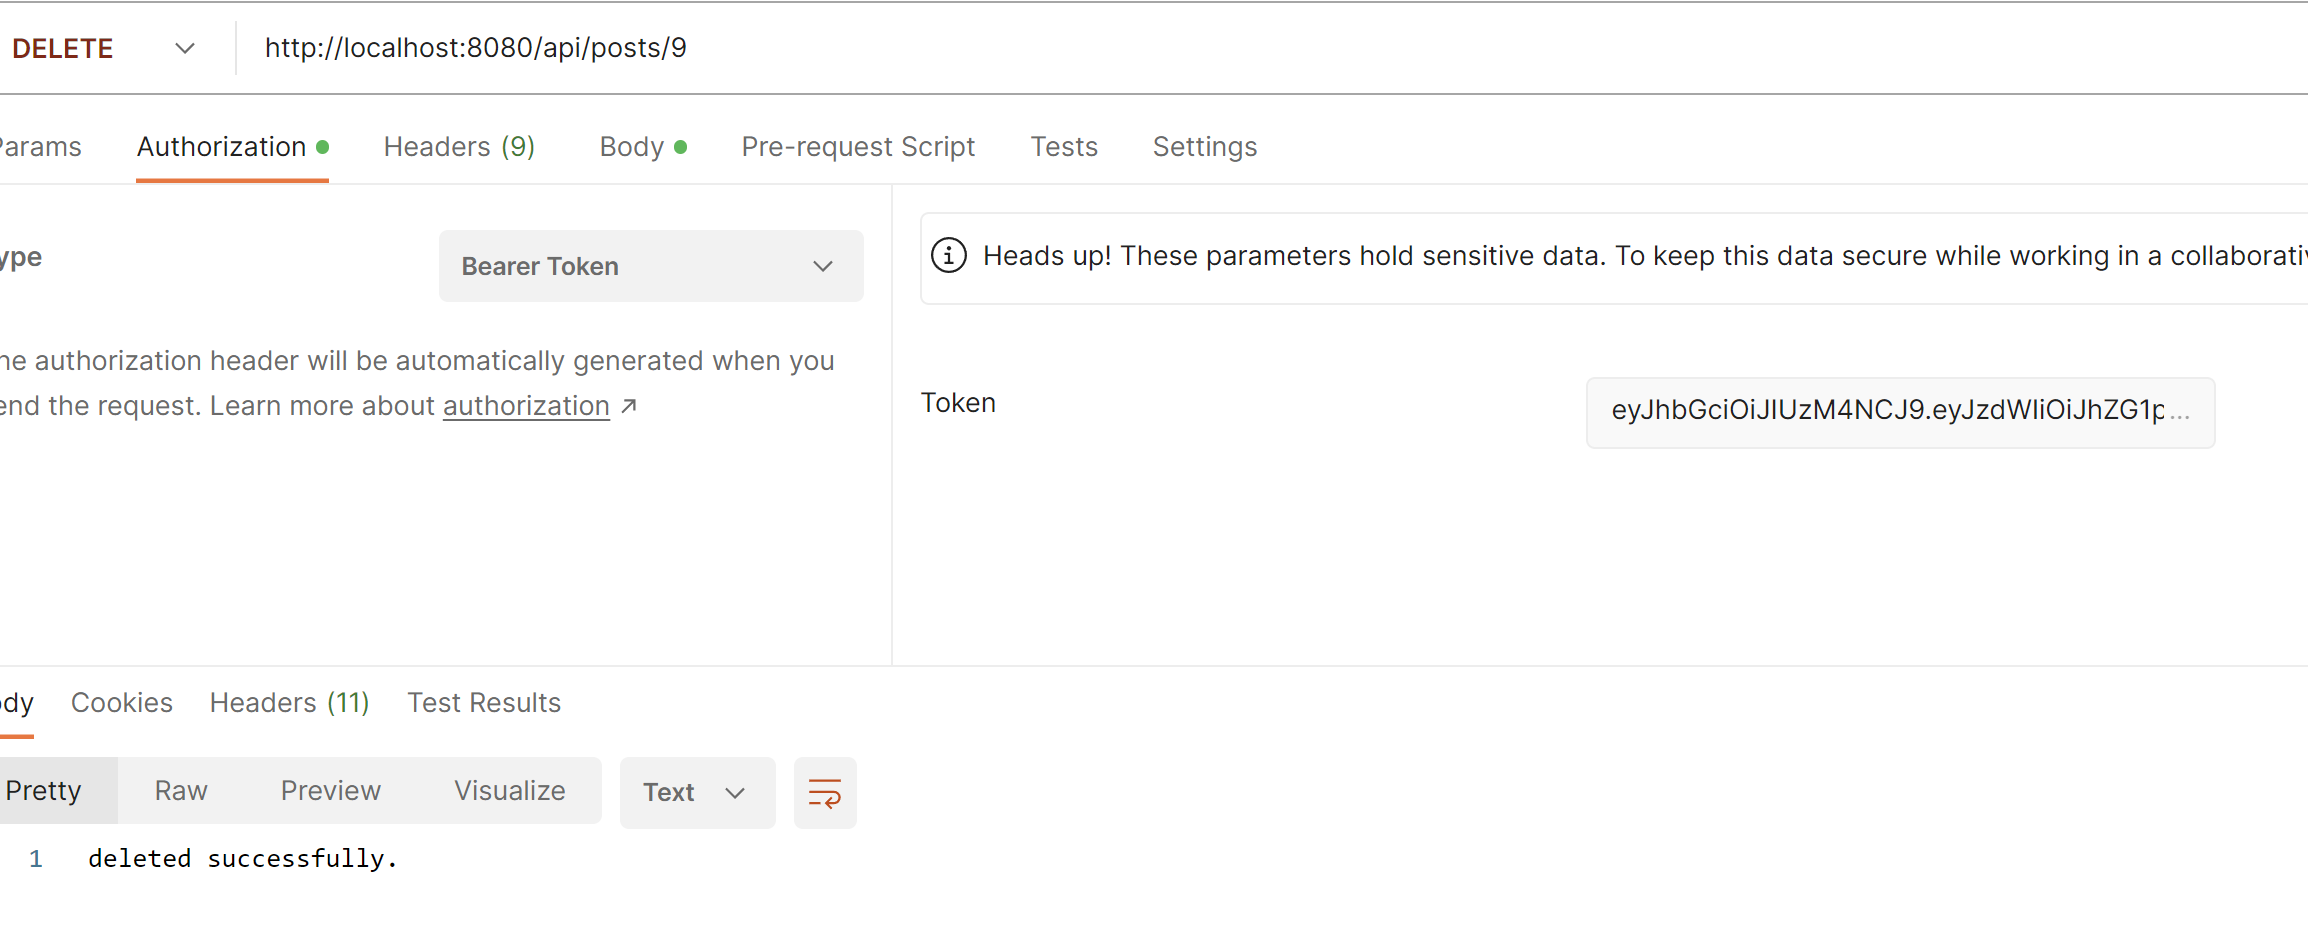 DELETE
http://localhost:8080/api/posts/9
Params Authorization Headers (9) Body Pre-request Script Tests Settings
ype Bearer Token
Heads up! These parameters hold sensitive data. To keep this data secure while working in a collaborativ
he authorization header will be automatically generated when you
end the request. Learn more about authorization ↗
Token eyJhbGciOiJIUzM4NCJ9.eyJzdWIiOiJhZG1p...
ody Cookies Headers (11) Test Results
Pretty Raw Preview Visualize Text
1 deleted successfully.